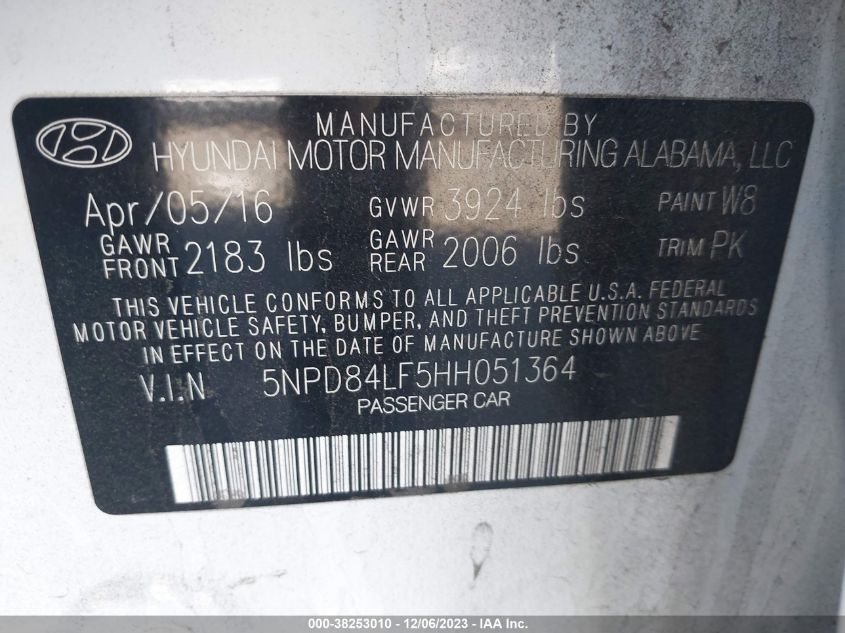 MANUFACTURED BY
HYUNDAI MOTOR MANUFACTURING ALABAMA, LLC
Apr/05/16 GVWR 3924 lbs PAINT W8
GAWR FRONT 2183 lbs GAWR REAR 2006 lbs TRIM PK
THIS VEHICLE CONFORMS TO ALL APPLICABLE U.S.A. FEDERAL
MOTOR VEHICLE SAFETY, BUMPER, AND THEFT PREVENTION STANDARDS
IN EFFECT ON THE DATE OF MANUFACTURE SHOWN ABOVE
V.I.N 5NPD84LF5HH051364
PASSENGER CAR
000-38253010 - 12/06/2023 - IAA Inc.